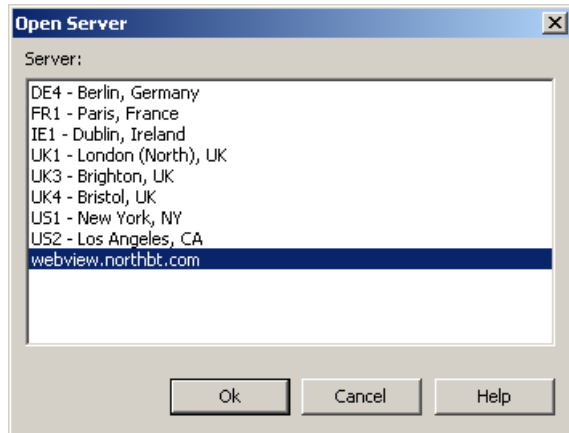 Open Server
Server:
DE4 - Berlin, Germany
FR1 - Paris, France
IE1 - Dublin, Ireland
UK1 - London (North), UK
UK3 - Brighton, UK
UK4 - Bristol, UK
US1 - New York, NY
US2 - Los Angeles, CA
webview.northbt.com
Ok Cancel Help